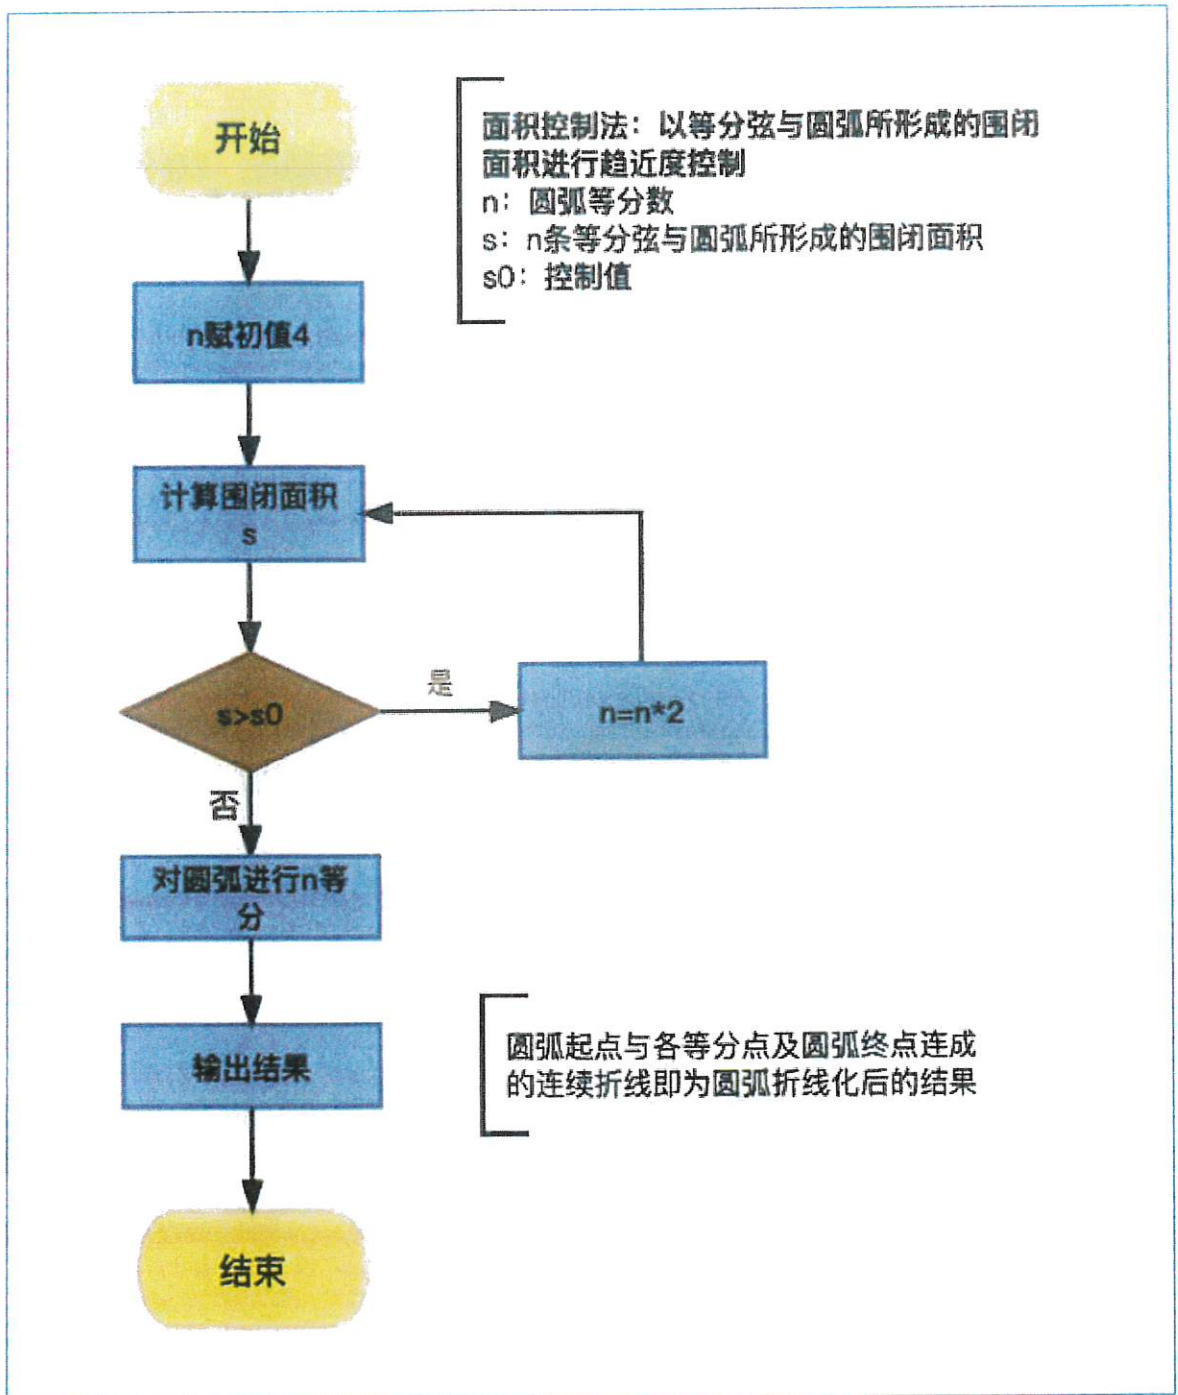 开始
面积控制法：以等分弦与圆弧所形成的围闭
面积进行趋近度控制
n：圆弧等分数
s：n条等分弦与圆弧所形成的围闭面积
s0：控制值
n赋初值4
计算围闭面积
s
s>s0
是
n=n*2
否
对圆弧进行n等
分
输出结果
圆弧起点与各等分点及圆弧终点连成
的连续折线即为圆弧折线化后的结果
结束